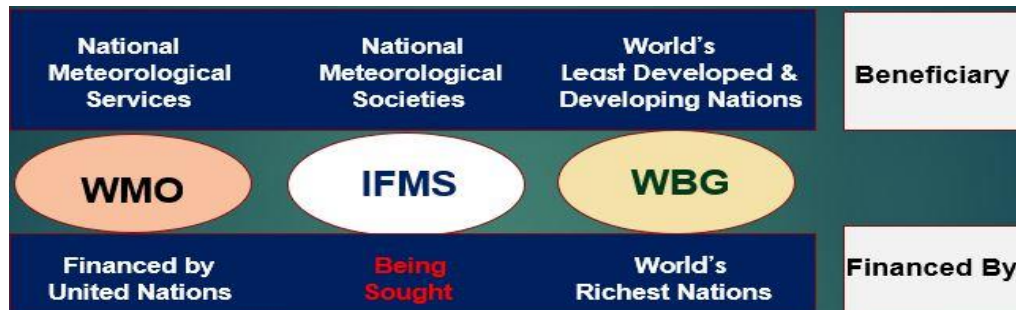 National
Meteorological
Services
National
Meteorological
Societies
World's
Least Developed &
Developing Nations
Beneficiary
WMO
IFMS
WBG
Financed by
United Nations
Being
Sought
World's
Richest Nations
Financed By